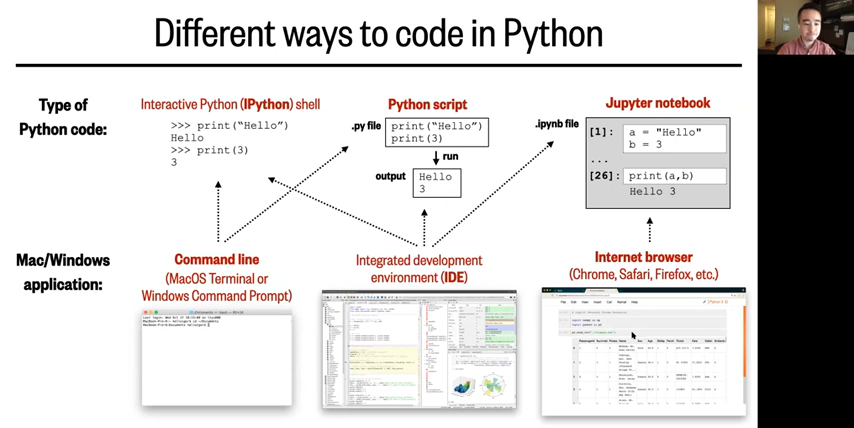 Different ways to code in Python
Type of
Python code:
Interactive Python (IPython) shell
>>> print("Hello")
Hello
>>> print(3)
3
Python script
.py file
print("Hello")
print(3)
run
output
Hello
3
Jupyter notebook
.ipynb file
[1]:
a = "Hello"
b = 3
...
[26]:
print(a,b)
Hello 3
Mac/Windows
application:
Command line
(MacOS Terminal or
Windows Command Prompt)
Integrated development
environment (IDE)
Internet browser
(Chrome, Safari, Firefox, etc.)